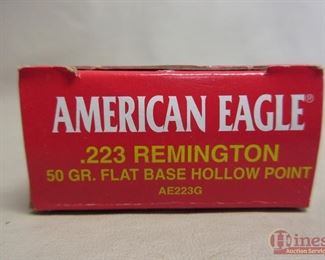 AMERICAN EAGLE®
.223 REMINGTON
50 GR. FLAT BASE HOLLOW POINT
AE223G
Hines
Auction Service